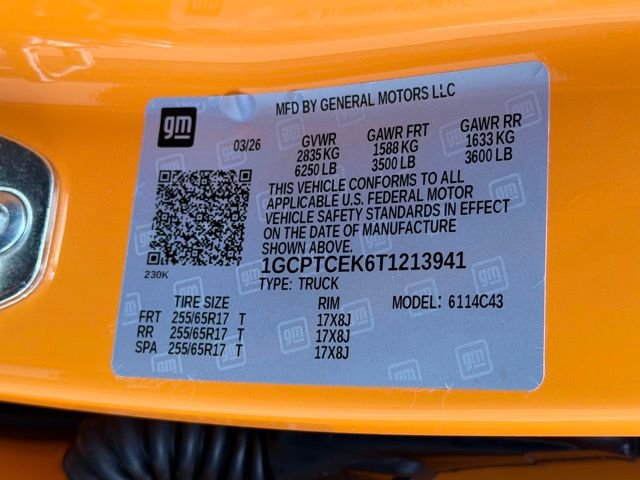 MFD BY GENERAL MOTORS LLC
gm
03/26
GVWR GAWR FRT GAWR RR
2835 KG 1588 KG 1633 KG
6250 LB 3500 LB 3600 LB
THIS VEHICLE CONFORMS TO ALL
APPLICABLE U.S. FEDERAL MOTOR
VEHICLE SAFETY STANDARDS IN EFFECT
ON THE DATE OF MANUFACTURE
SHOWN ABOVE.
230K
1GCPTCEK6T1213941
TYPE: TRUCK
TIRE SIZE RIM MODEL: 6114C43
FRT 255/65R17 T 17X8J
RR 255/65R17 T 17X8J
SPA 255/65R17 T 17X8J